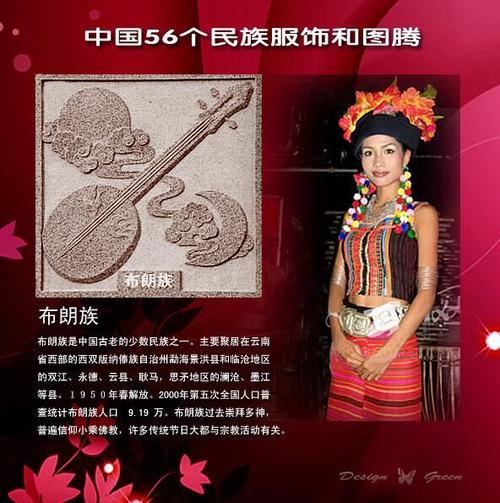 中国56个民族服饰和图腾
布朗族
布朗族
布朗族是中国古老的少数民族之一。主要聚居在云南
省西部的西双版纳傣族自治州勐海景洪县和临沧地区
的双江、永德、云县、耿马，思矛地区的澜沧、墨江
等县。１９５０年春解放。2000年第五次全国人口普
查统计布朗族人口 9.19 万。布朗族过去崇拜多神，
普遍信仰小乘佛教，许多传统节日大都与宗教活动有关。
Design Green